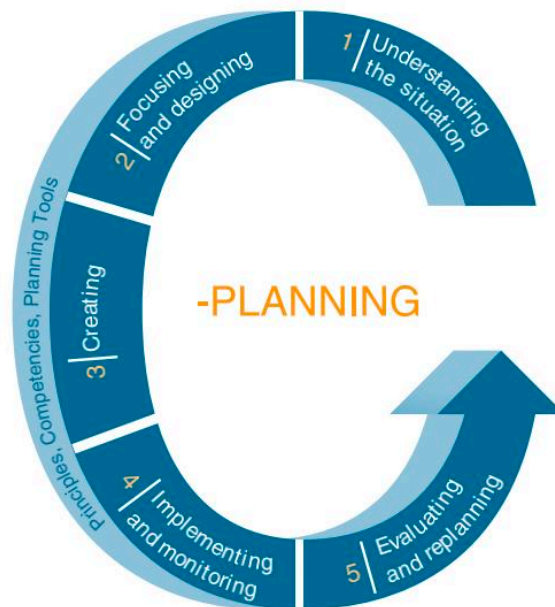 1 Understanding
the situation
2 Focusing
and designing
3 Creating
4 Implementing
and monitoring
5 Evaluating
and replanning
Principles, Competencies, Planning Tools
-PLANNING